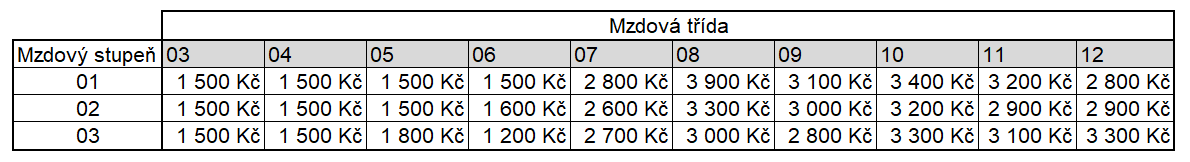 Mzdová třída
Mzdový stupeň 03 04 05 06 07 08 09 10 11 12
01 1 500 Kč 1 500 Kč 1 500 Kč 1 500 Kč 2 800 Kč 3 900 Kč 3 100 Kč 3 400 Kč 3 200 Kč 2 800 Kč
02 1 500 Kč 1 500 Kč 1 500 Kč 1 600 Kč 2 600 Kč 3 300 Kč 3 000 Kč 3 200 Kč 2 900 Kč 2 900 Kč
03 1 500 Kč 1 500 Kč 1 800 Kč 1 200 Kč 2 700 Kč 3 000 Kč 2 800 Kč 3 300 Kč 3 100 Kč 3 300 Kč